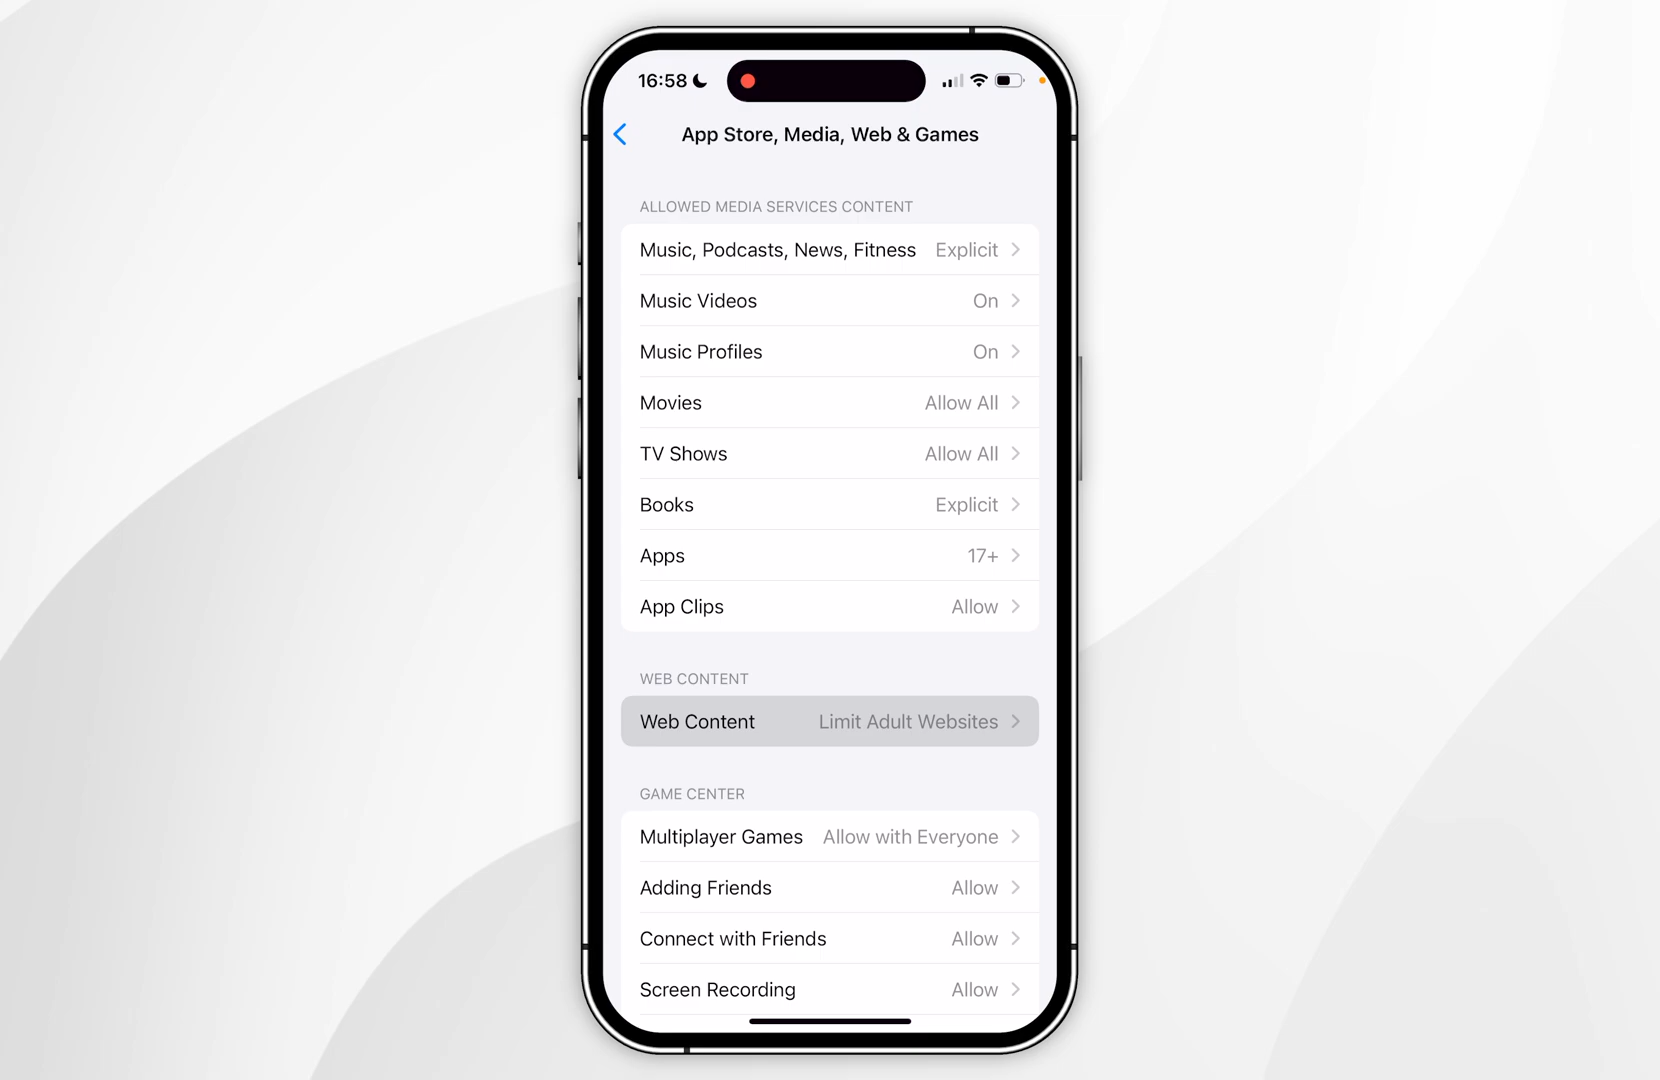 16:58
App Store, Media, Web & Games
ALLOWED MEDIA SERVICES CONTENT
Music, Podcasts, News, Fitness Explicit
Music Videos On
Music Profiles On
Movies Allow All
TV Shows Allow All
Books Explicit
Apps 17+
App Clips Allow
WEB CONTENT
Web Content Limit Adult Websites
GAME CENTER
Multiplayer Games Allow with Everyone
Adding Friends Allow
Connect with Friends Allow
Screen Recording Allow